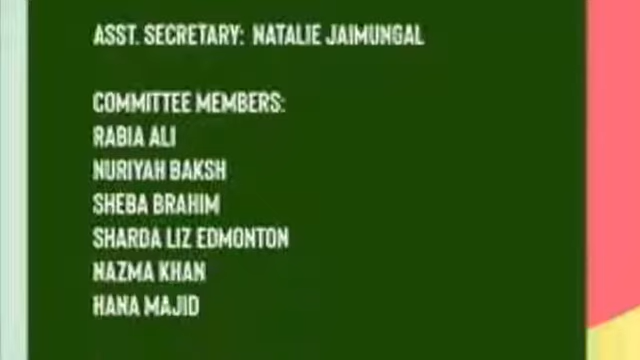 ASST. SECRETARY: NATALIE JAIMUNGAL
COMMITTEE MEMBERS:
RABIA ALI
NURIYAH BAKSH
SHEBA BRAHIM
SHARDA LIZ EDMONTON
NAZMA KHAN
HANA MAJID